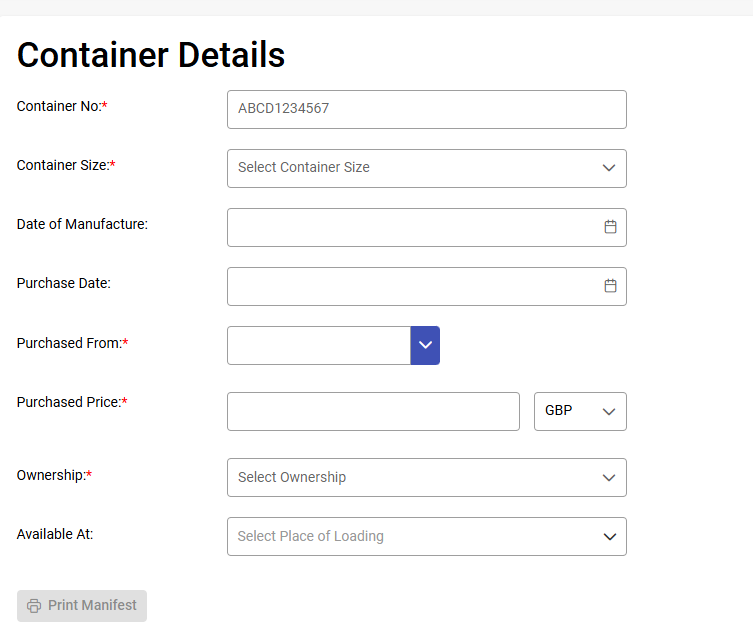 Container Details
Container No:* ABCD1234567
Container Size:* Select Container Size
Date of Manufacture:
Purchase Date:
Purchased From:*
Purchased Price:* GBP
Ownership:* Select Ownership
Available At: Select Place of Loading
Print Manifest